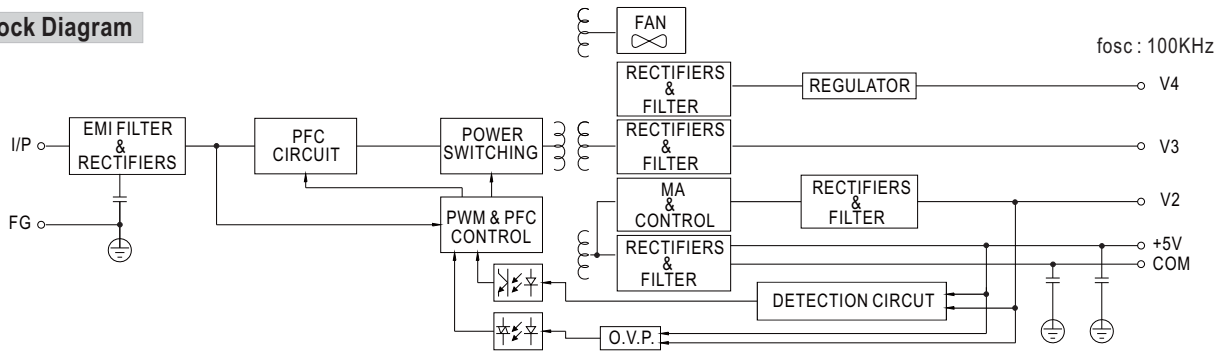 ock Diagram
fosc : 100KHz
FAN
RECTIFIERS
&
FILTER
REGULATOR
V4
I/P
EMI FILTER
&
RECTIFIERS
PFC
CIRCUIT
POWER
SWITCHING
RECTIFIERS
&
FILTER
V3
MA
&
CONTROL
RECTIFIERS
&
FILTER
V2
FG
PWM & PFC
CONTROL
RECTIFIERS
&
FILTER
+5V
COM
DETECTION CIRCUT
O.V.P.